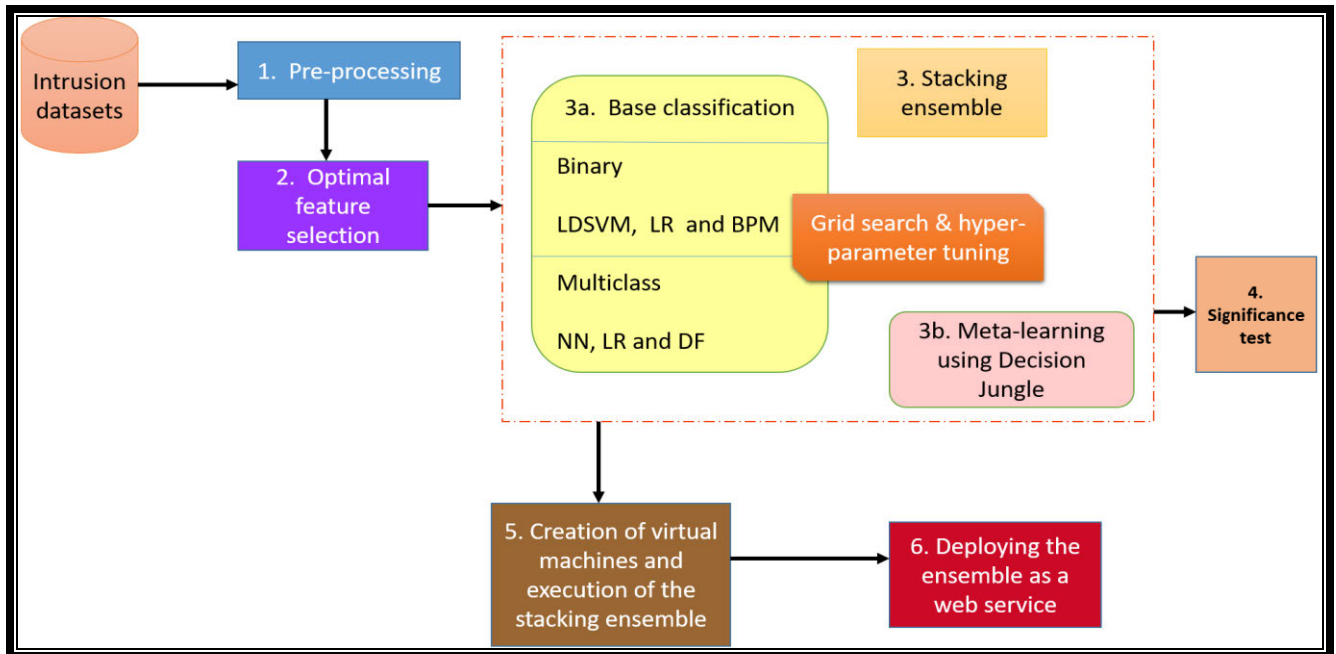 Intrusion
datasets
1. Pre-processing
2. Optimal
feature
selection
3a. Base classification
Binary
LDSVM, LR and BPM
Multiclass
NN, LR and DF
3. Stacking
ensemble
Grid search & hyper-
parameter tuning
3b. Meta-learning
using Decision
Jungle
4.
Significance
test
5. Creation of virtual
machines and
execution of the
stacking ensemble
6. Deploying the
ensemble as a
web service